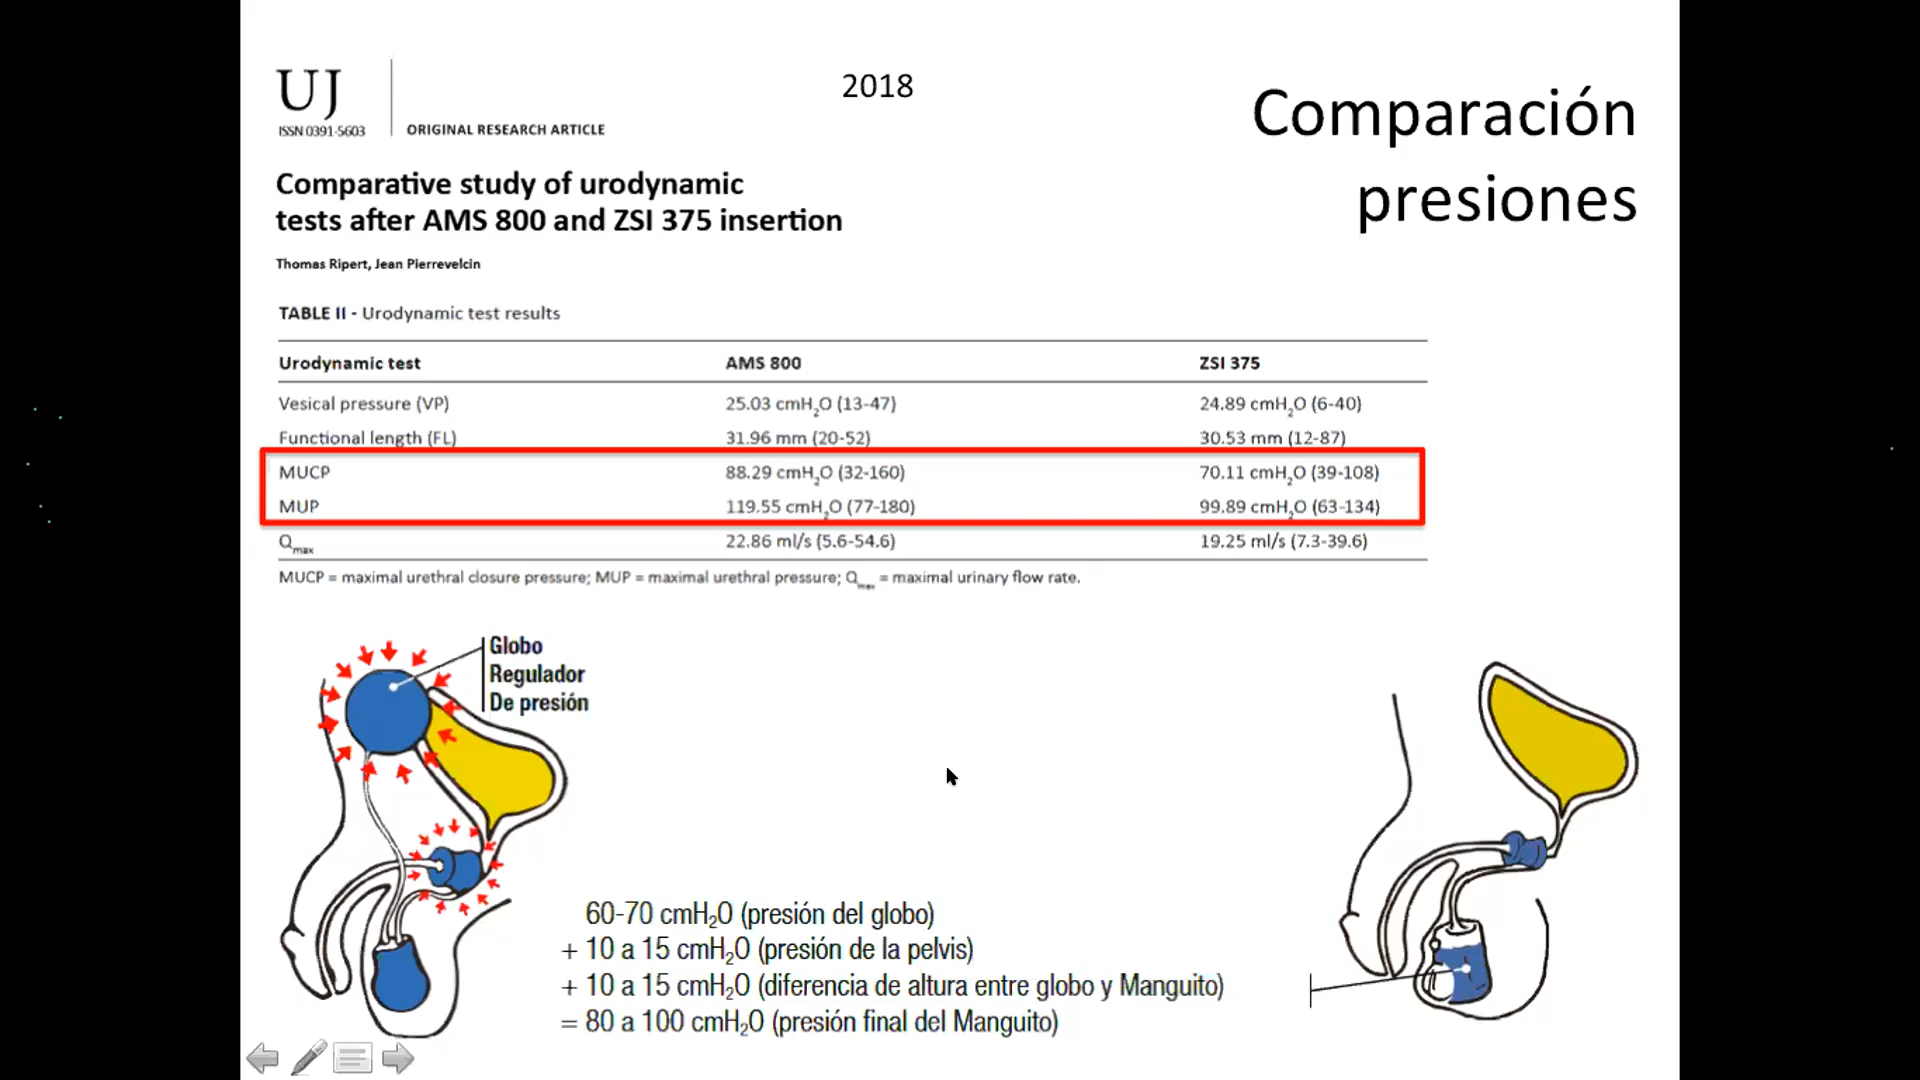 UJ
ISSN 0391-5603
ORIGINAL RESEARCH ARTICLE
2018
Comparación
presiones
Comparative study of urodynamic
tests after AMS 800 and ZSI 375 insertion
Thomas Ripert, Jean Pierrevelcin
TABLE II - Urodynamic test results
Urodynamic test AMS 800 ZSI 375
Vesical pressure (VP) 25.03 cmH₂O (13-47) 24.89 cmH₂O (6-40)
Functional length (FL) 31.96 mm (20-52) 30.53 mm (12-87)
MUCP 88.29 cmH₂O (32-160) 70.11 cmH₂O (39-108)
MUP 119.55 cmH₂O (77-180) 99.89 cmH₂O (63-134)
Qmax 22.86 ml/s (5.6-54.6) 19.25 ml/s (7.3-39.6)
MUCP = maximal urethral closure pressure; MUP = maximal urethral pressure; Qmax = maximal urinary flow rate.
Globo
Regulador
De presión
60-70 cmH₂O (presión del globo)
+ 10 a 15 cmH₂O (presión de la pelvis)
+ 10 a 15 cmH₂O (diferencia de altura entre globo y Manguito)
= 80 a 100 cmH₂O (presión final del Manguito)